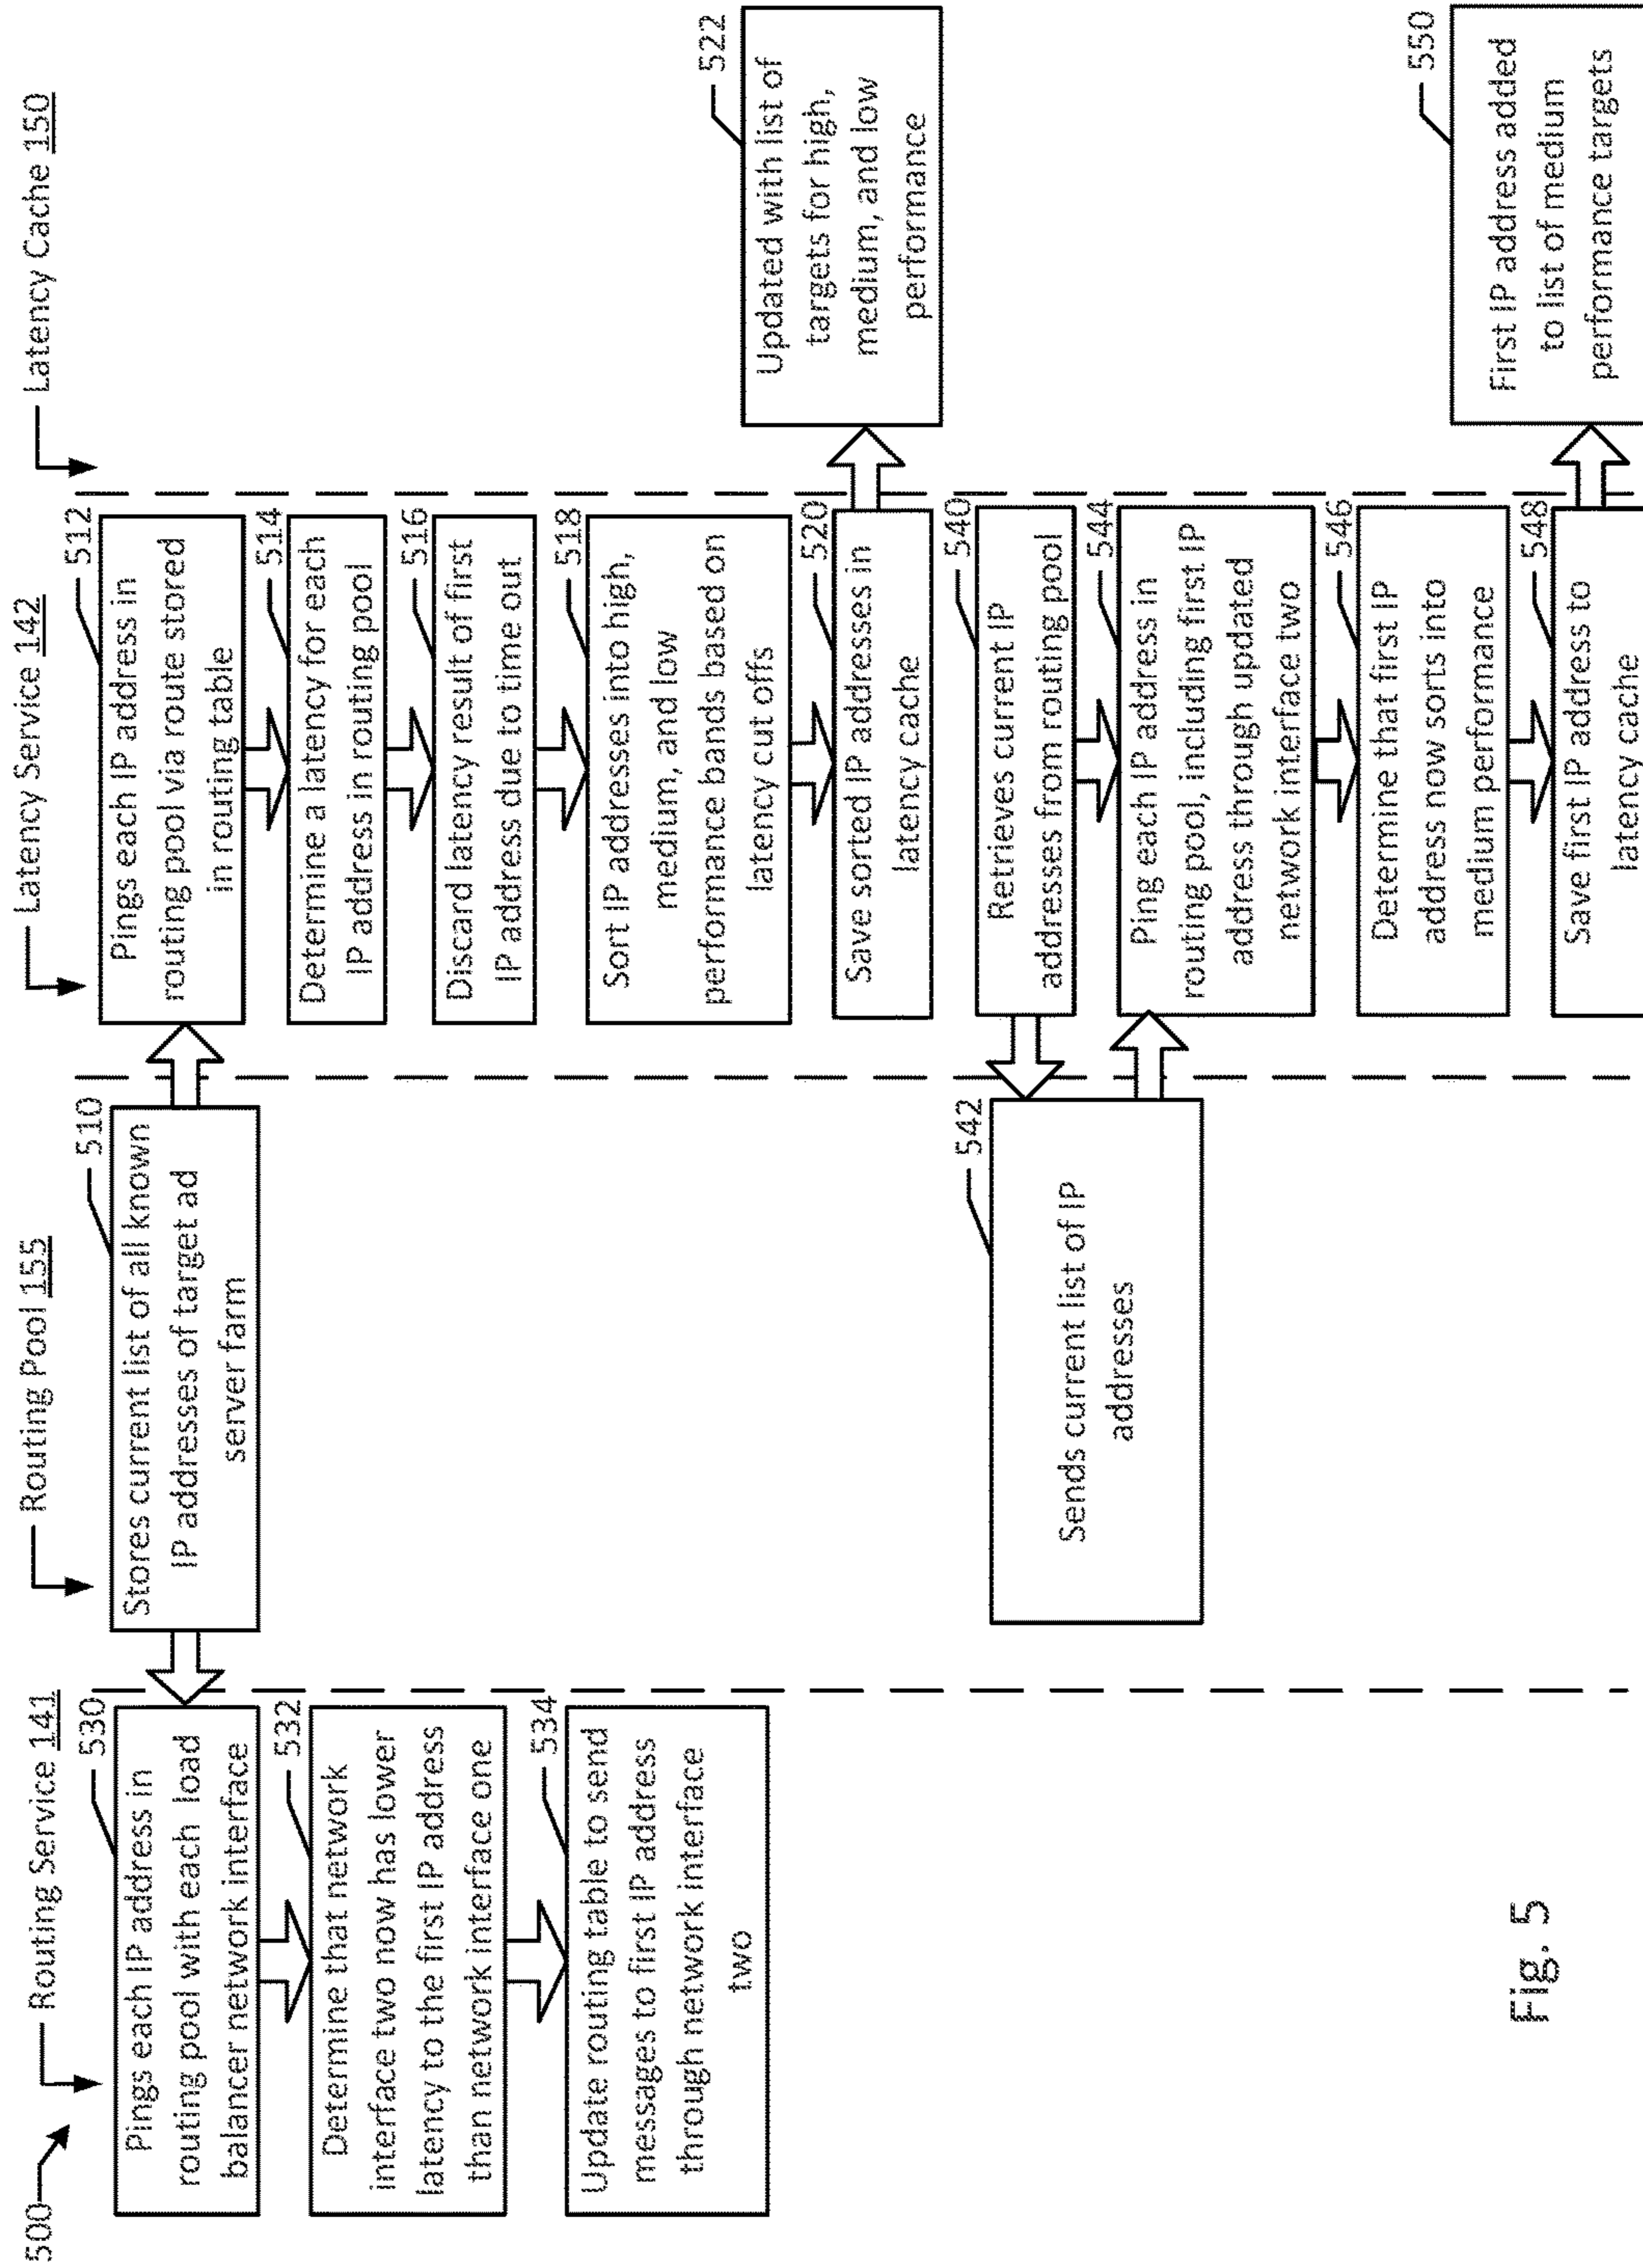 500
Routing Service 141
530
Pings each IP address in
routing pool with each load
balancer network interface
532
Determine that network
interface two now has lower
latency to the first IP address
than network interface one
534
Update routing table to send
messages to first IP address
through network interface
two
Routing Pool 155
510
Stores current list of all known
IP addresses of target ad
server farm
542
Sends current list of IP
addresses
Latency Service 142
512
Pings each IP address in
routing pool via route stored
in routing table
514
Determine a latency for each
IP address in routing pool
516
Discard latency result of first
IP address due to time out
518
Sort IP addresses into high,
medium, and low
performance bands based on
latency cut offs
520
Save sorted IP addresses in
latency cache
540
Retrieves current IP
addresses from routing pool
544
Ping each IP address in
routing pool, including first IP
address through updated
network interface two
546
Determine that first IP
address now sorts into
medium performance
548
Save first IP address to
latency cache
Latency Cache 150
522
Updated with list of
targets for high,
medium, and low
performance
550
First IP address added
to list of medium
performance targets
Fig. 5